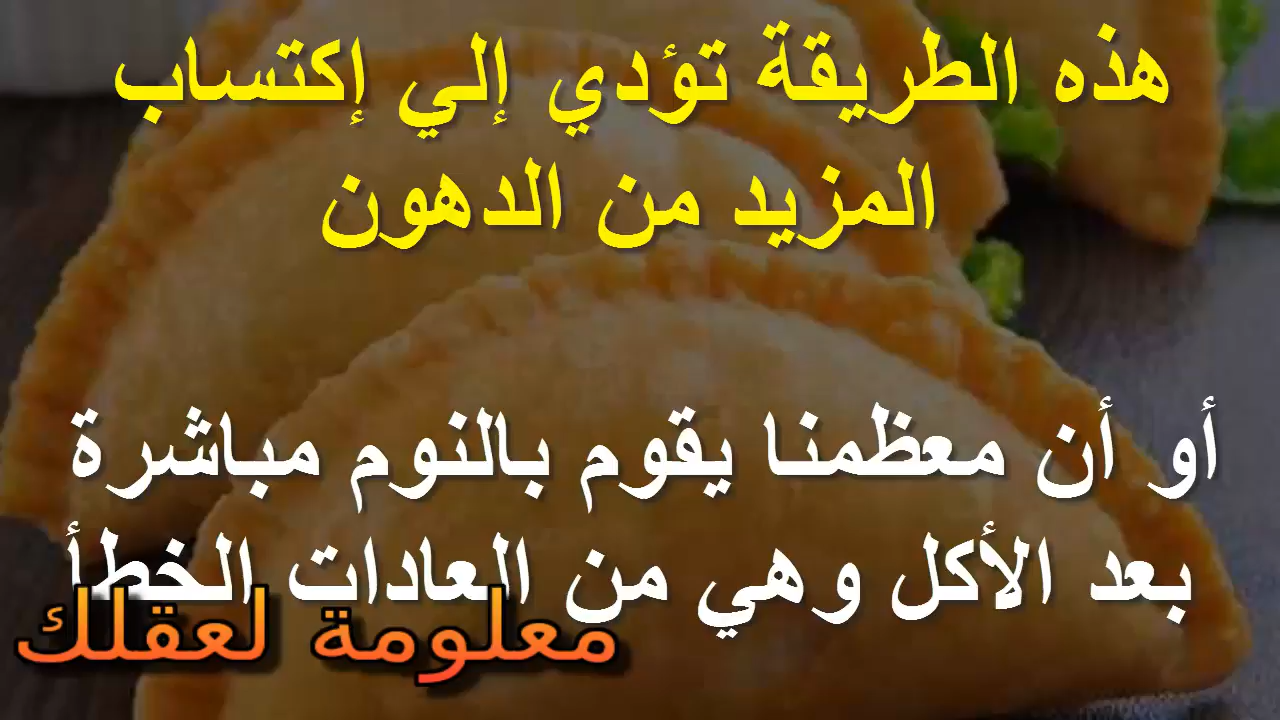 هذه الطريقة تؤدي إلي إكتساب
المزيد من الدهون
أو أن معظمنا يقوم بالنوم مباشرة
بعد الأكل وهي من العادات الخطأ
معلومة لعقلك